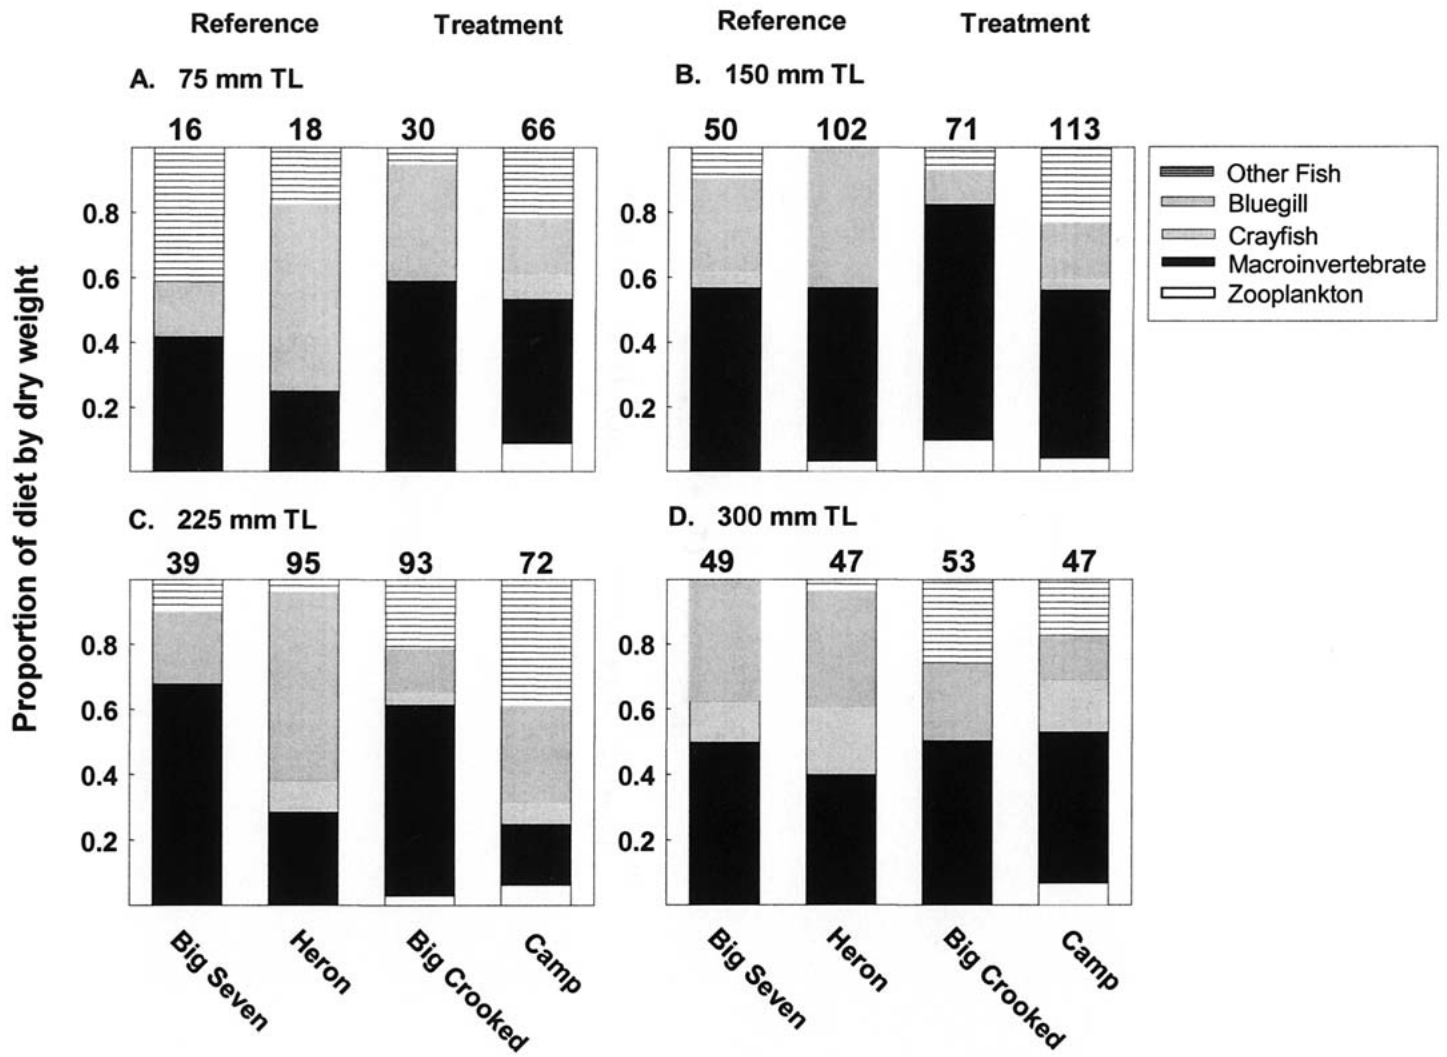 Reference Treatment Reference Treatment
A. 75 mm TL
B. 150 mm TL
16 18 30 66
50 102 71 113
Other Fish
Bluegill
Crayfish
Macroinvertebrate
Zooplankton
0.8
0.6
0.4
0.2
0.8
0.6
0.4
0.2
Proportion of diet by dry weight
C. 225 mm TL
D. 300 mm TL
39 95 93 72
49 47 53 47
0.8
0.6
0.4
0.2
0.8
0.6
0.4
0.2
Big Seven
Heron
Big Crooked
Camp
Big Seven
Heron
Big Crooked
Camp